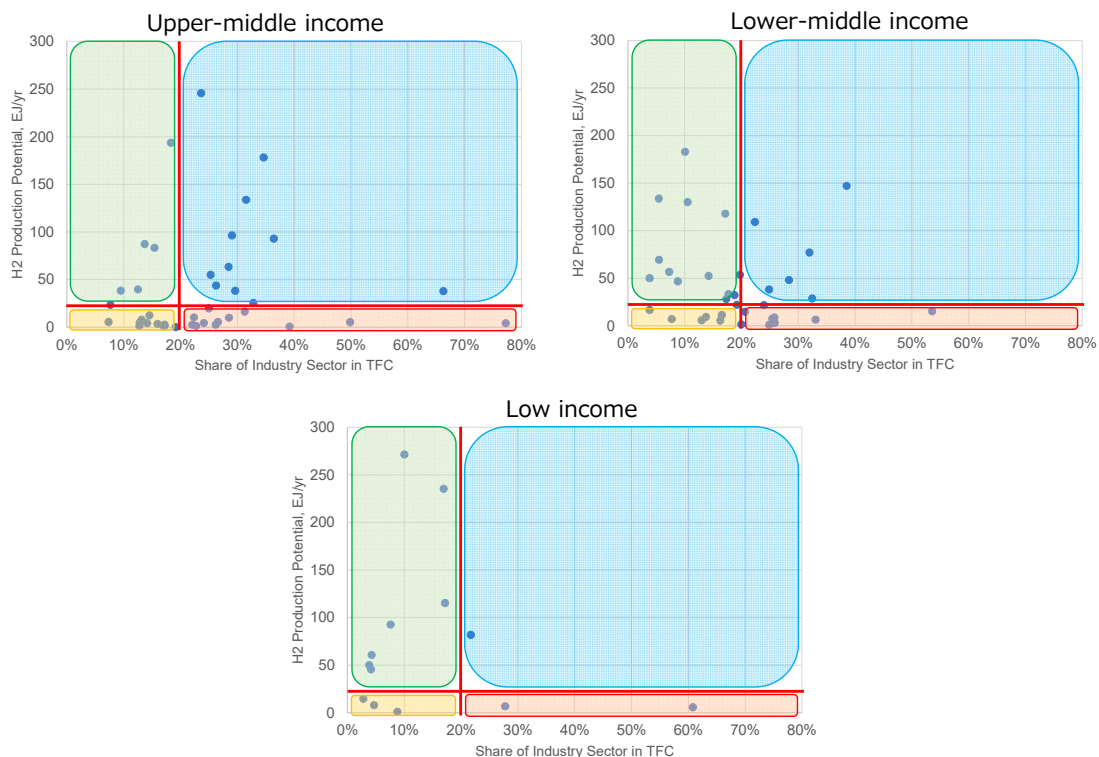 Upper-middle income
300
250
200
150
100
50
0
H2 Production Potential, EJ/yr
0% 10% 20% 30% 40% 50% 60% 70% 80%
Share of Industry Sector in TFC
Lower-middle income
300
250
200
150
100
50
0
H2 Production Potential, EJ/yr
0% 10% 20% 30% 40% 50% 60% 70% 80%
Share of Industry Sector in TFC
Low income
300
250
200
150
100
50
0
H2 Production Potential, EJ/yr
0% 10% 20% 30% 40% 50% 60% 70% 80%
Share of Industry Sector in TFC